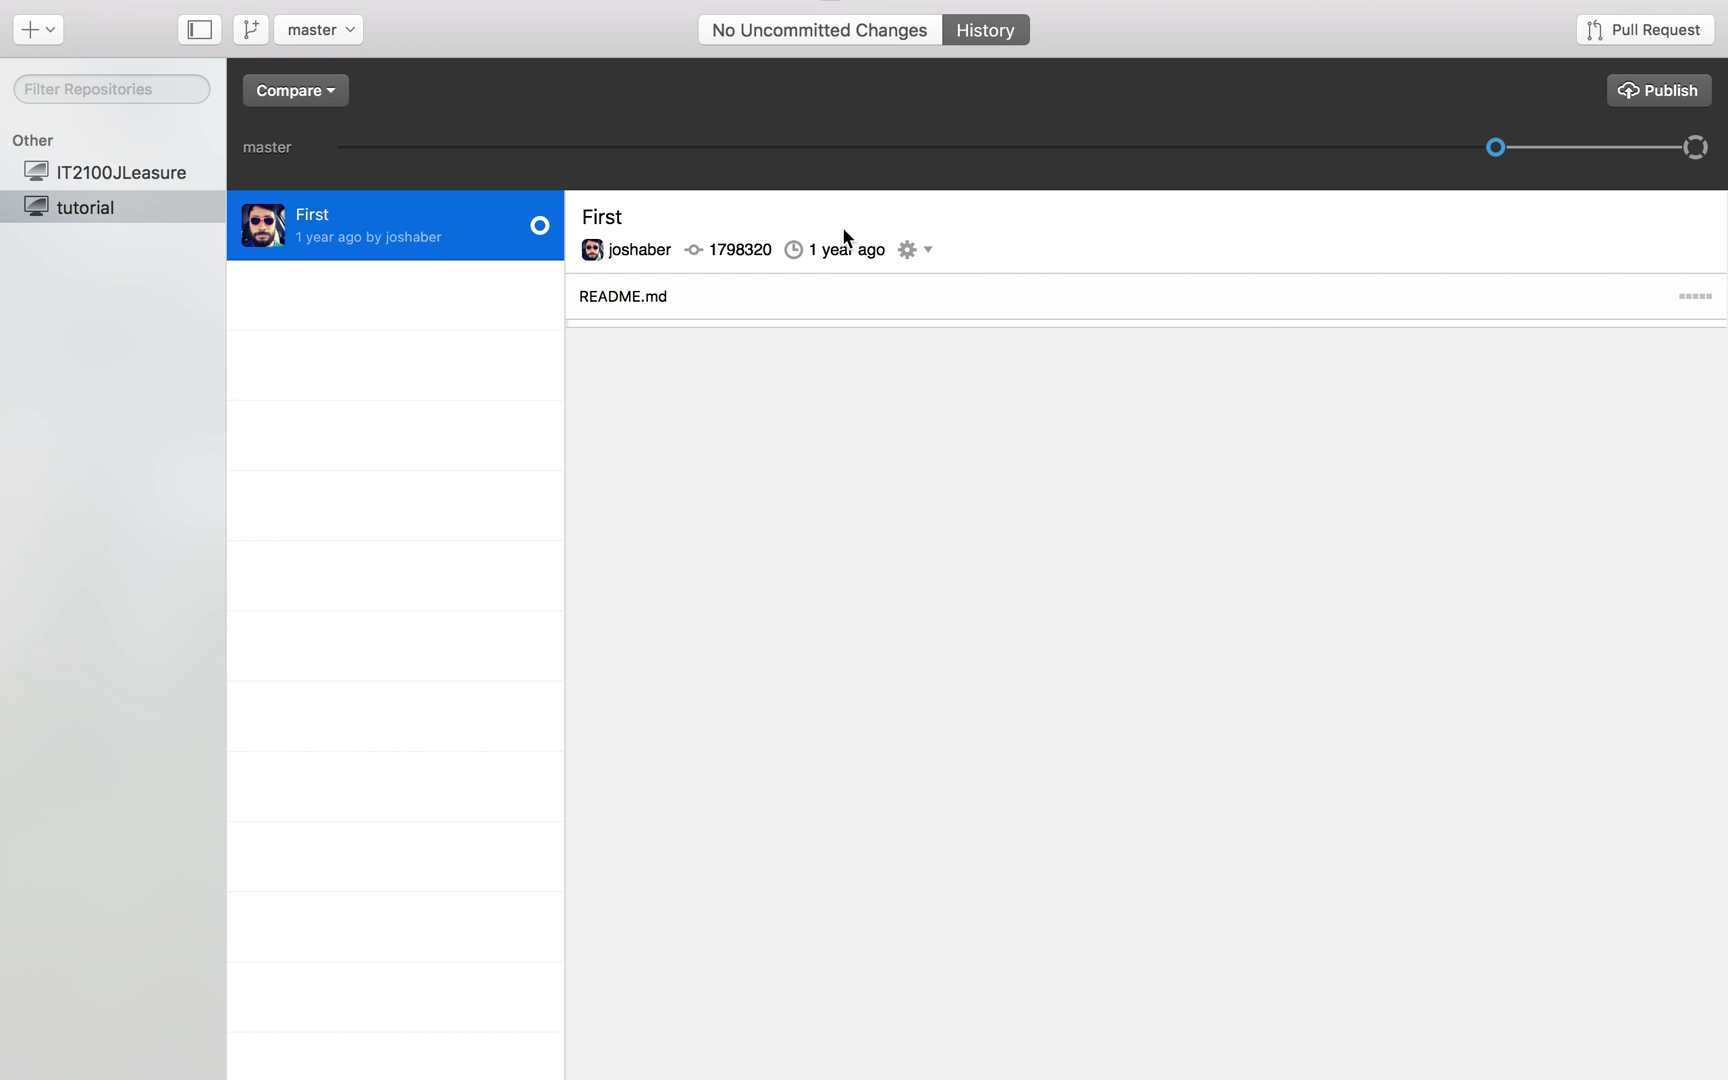 master
No Uncommitted Changes
History
Pull Request
Filter Repositories
Compare
Publish
Other
master
IT2100JLeasure
tutorial
First
1 year ago by joshaber
First
joshaber 1798320 1 year ago
README.md